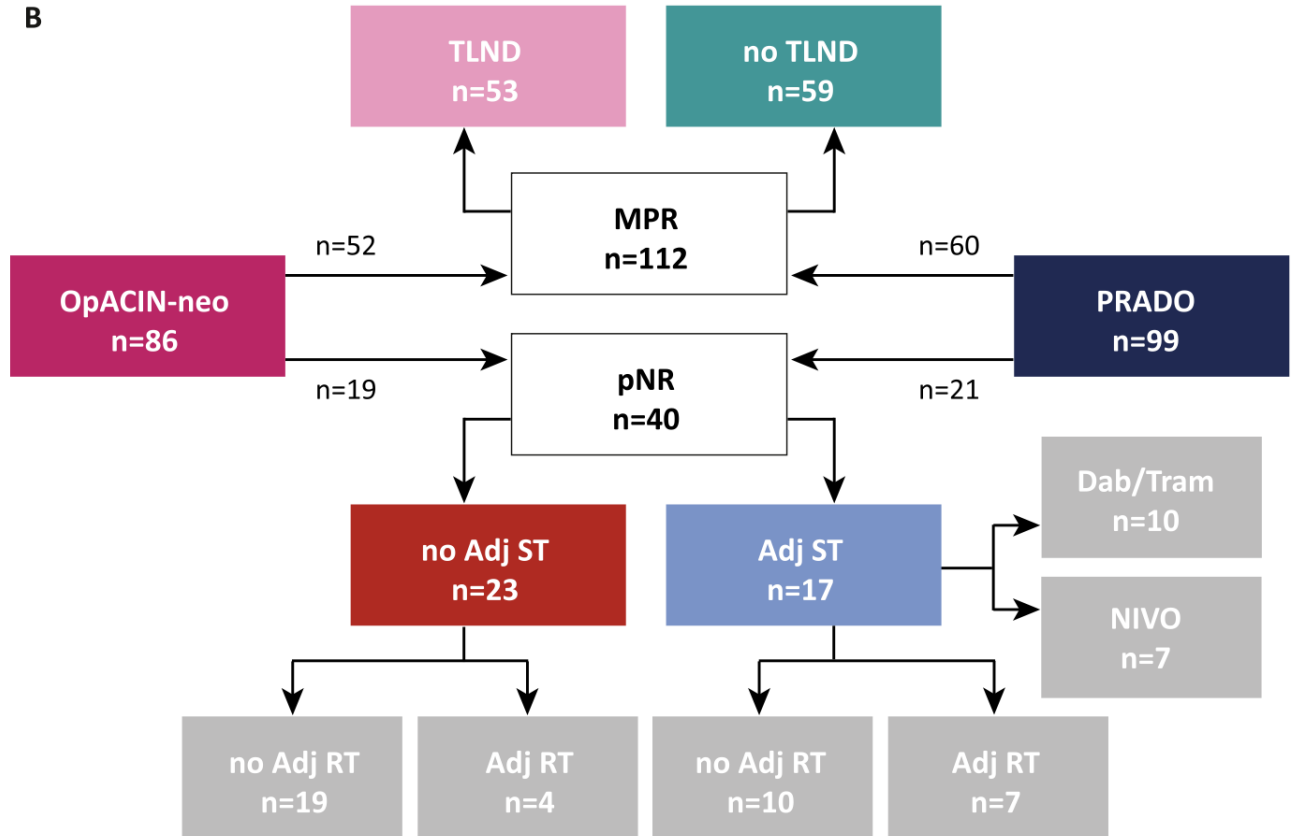 B
TLND
n=53
no TLND
n=59
MPR
n=112
n=52
n=60
OpACIN-neo
n=86
PRADO
n=99
pNR
n=40
n=19
n=21
no Adj ST
n=23
Adj ST
n=17
Dab/Tram
n=10
NIVO
n=7
no Adj RT
n=19
Adj RT
n=4
no Adj RT
n=10
Adj RT
n=7